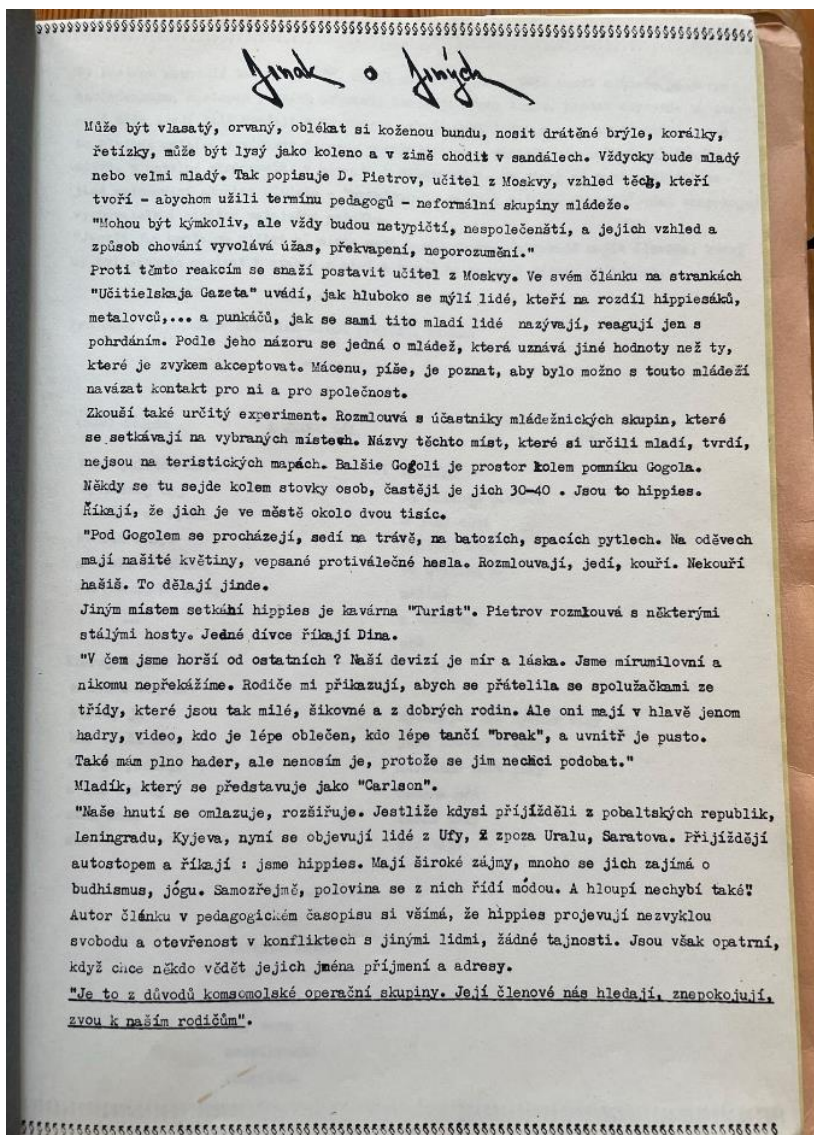 §§§§§§§§§§§§§§§§§§§§§§§§§§§§§§§§§§§§§§§§§§§§§§§§§§§§§§§§§§§§§§§§§§§§§§§§§§§§§§§§§§§§
Jinak o Jiných
Může být vlasatý, orvaný, oblékat si koženou bundu, nosit drátěné brýle, korálky,
řetízky, může být lysý jako koleno a v zimě chodit v sandálech. Vždycky bude mladý
nebo velmi mladý. Tak popisuje D. Pietrov, učitel z Moskvy, vzhled těch, kteří
tvoří - abychom užili termínu pedagogů - neformální skupiny mládeže.
"Mohou být kýmkoliv, ale vždy budou netypičtí, nespolečenští, a jejich vzhled a
způsob chování vyvolává úžas, překvapení, neporozumění."
Proti těmto reakcím se snaží postavit učitel z Moskvy. Ve svém článku na strankách
"Učitielskaja Gazeta" uvádí, jak hluboko se mýlí lidé, kteří na rozdíl hippiesáků,
metalovců,... a punkáčů, jak se sami tito mladí lidé nazývají, reagují jen s
pohrdáním. Podle jeho názoru se jedná o mládež, která uznává jiné hodnoty než ty,
které je zvykem akceptovat. Mácenu, píše, je poznat, aby bylo možno s touto mládeží
navázat kontakt pro ni a pro společnost.
Zkouší také určitý experiment. Rozmlouvá s účastniky mládežnických skupin, které
se setkávají na vybraných místech. Názvy těchto míst, které si určili mladí, tvrdí,
nejsou na teristických mapách. Balšie Gogoli je prostor kolem pomníku Gogola.
Někdy se tu sejde kolem stovky osob, častěji je jich 30-40 . Jsou to hippies.
Říkají, že jich je ve městě okolo dvou tisíc.
"Pod Gogolem se procházejí, sedí na trávě, na batozích, spacích pytlech. Na oděvech
mají našité květiny, vepsané protiválečné hesla. Rozmlouvají, jedí, kouří. Nekouří
hašiš. To dělají jinde.
Jiným místem setkání hippies je kavárna "Turist". Pietrov rozmlouvá s některými
stálými hosty. Jedné dívce říkají Dina.
"V čem jsme horší od ostatních ? Naší devizí je mír a láska. Jsme mírumilovní a
nikomu nepřekážíme. Rodiče mi přikazují, abych se přátelila se spolužačkami ze
třídy, které jsou tak milé, šikovné a z dobrých rodin. Ale oni mají v hlavě jenom
hadry, video, kdo je lépe oblečen, kdo lépe tančí "break", a uvnitř je pusto.
Také mám plno hader, ale nenosím je, protože se jim nechci podobat."
Mladík, který se představuje jako "Carlson".
"Naše hnutí se omlazuje, rozšiřuje. Jestliže kdysi příjížděli z pobaltských republik,
Leningradu, Kyjeva, nyní se objevují lidé z Ufy, z zpoza Uralu, Saratova. Přijíždějí
autostopem a říkají : jsme hippies. Mají široké zájmy, mnoho se jich zajímá o
budhismus, jógu. Samozřejmě, polovina se z nich řídí módou. A hloupí nechybí také."
Autor článku v pedagogickém časopisu si všímá, že hippies projevují nezvyklou
svobodu a otevřenost v konfliktech s jinými lidmi, žádné tajnosti. Jsou však opatrní,
když chce někdo vědět jejich jména příjmení a adresy.
"Je to z důvodů komsomolské operační skupiny. Její členové nás hledají, znepokojují,
zvou k naším rodičům".
§§§§§§§§§§§§§§§§§§§§§§§§§§§§§§§§§§§§§§§§§§§§§§§§§§§§§§§§§§§§§§§§§§§§§§§§§§§§§§§§§§§§